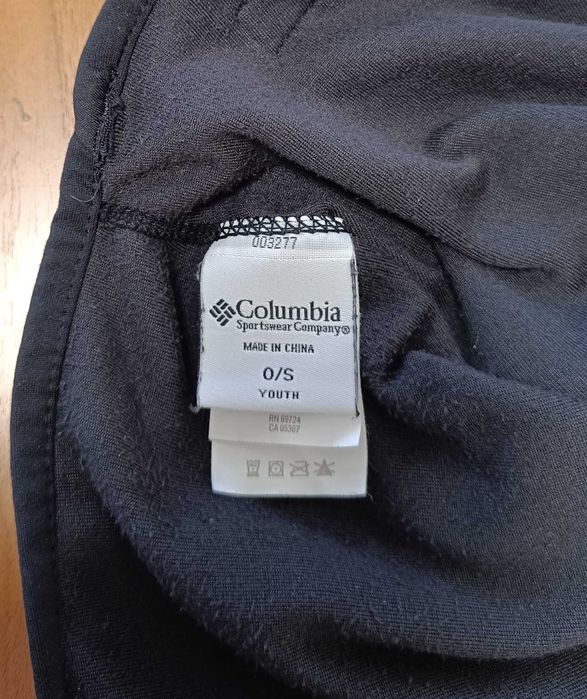 003277
Columbia
Sportswear Company®
MADE IN CHINA
O/S
YOUTH
RN 69724
CA 05367